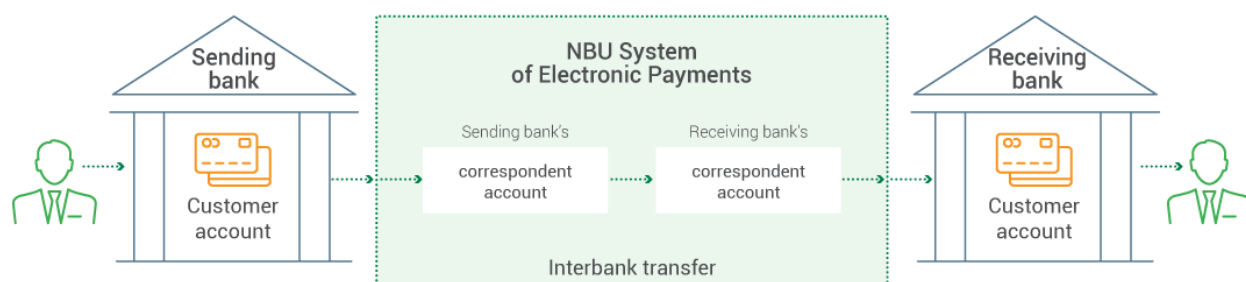 Sending
bank
Customer
account
NBU System
of Electronic Payments
Sending bank's
correspondent
account
Receiving bank's
correspondent
account
Interbank transfer
Receiving
bank
Customer
account